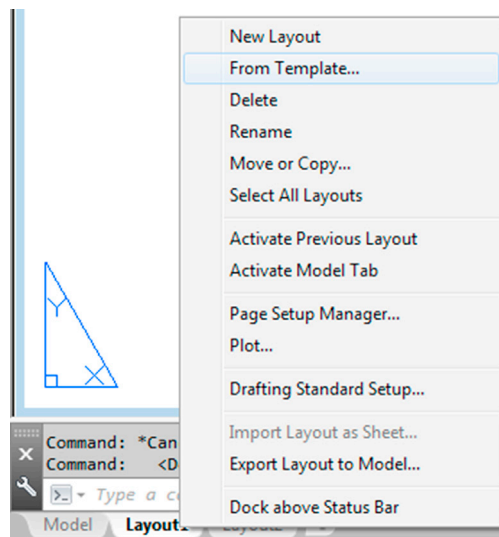 New Layout
From Template...
Delete
Rename
Move or Copy...
Select All Layouts
Activate Previous Layout
Activate Model Tab
Page Setup Manager...
Plot...
Drafting Standard Setup...
Import Layout as Sheet...
Export Layout to Model...
Dock above Status Bar
Y
X
Command: *Can
Command: <D
Type a c
Model Layout1